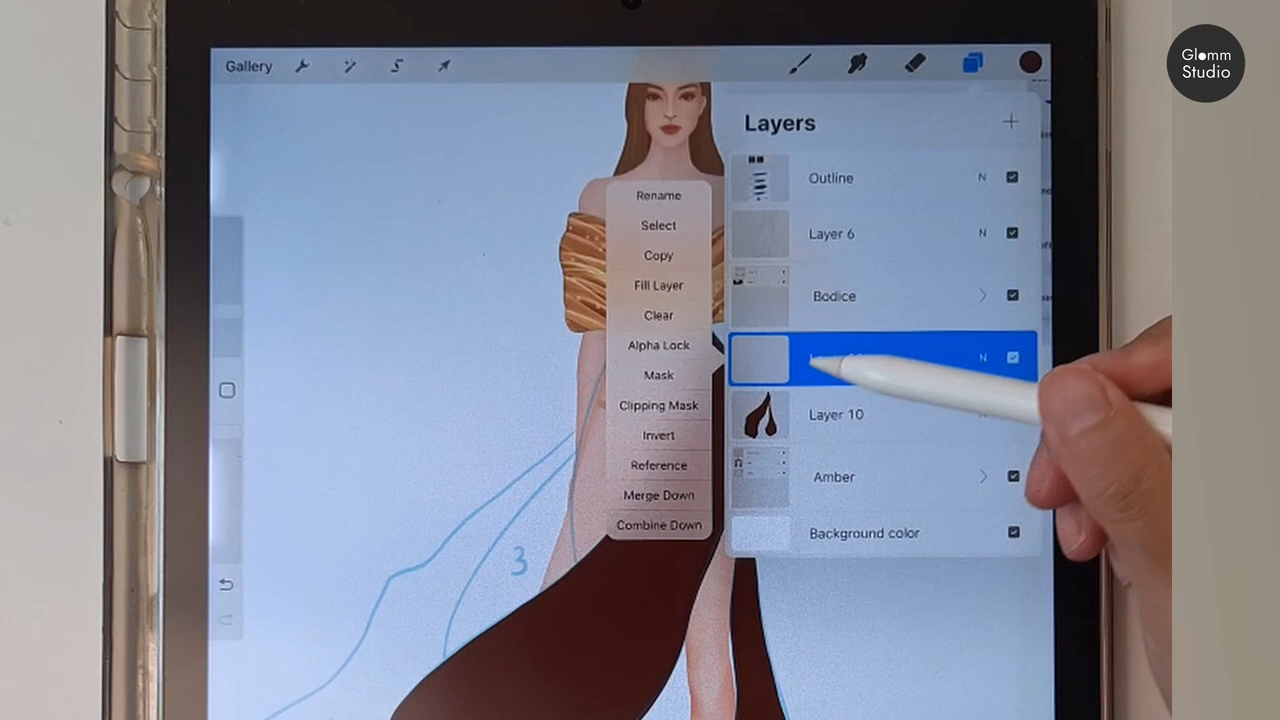 Glomm
Studio
Gallery
Layers
Outline
N
Layer 6
N
Bodice
N
Layer 10
Amber
Background color
Rename
Select
Copy
Fill Layer
Clear
Alpha Lock
Mask
Clipping Mask
Invert
Reference
Merge Down
Combine Down
3